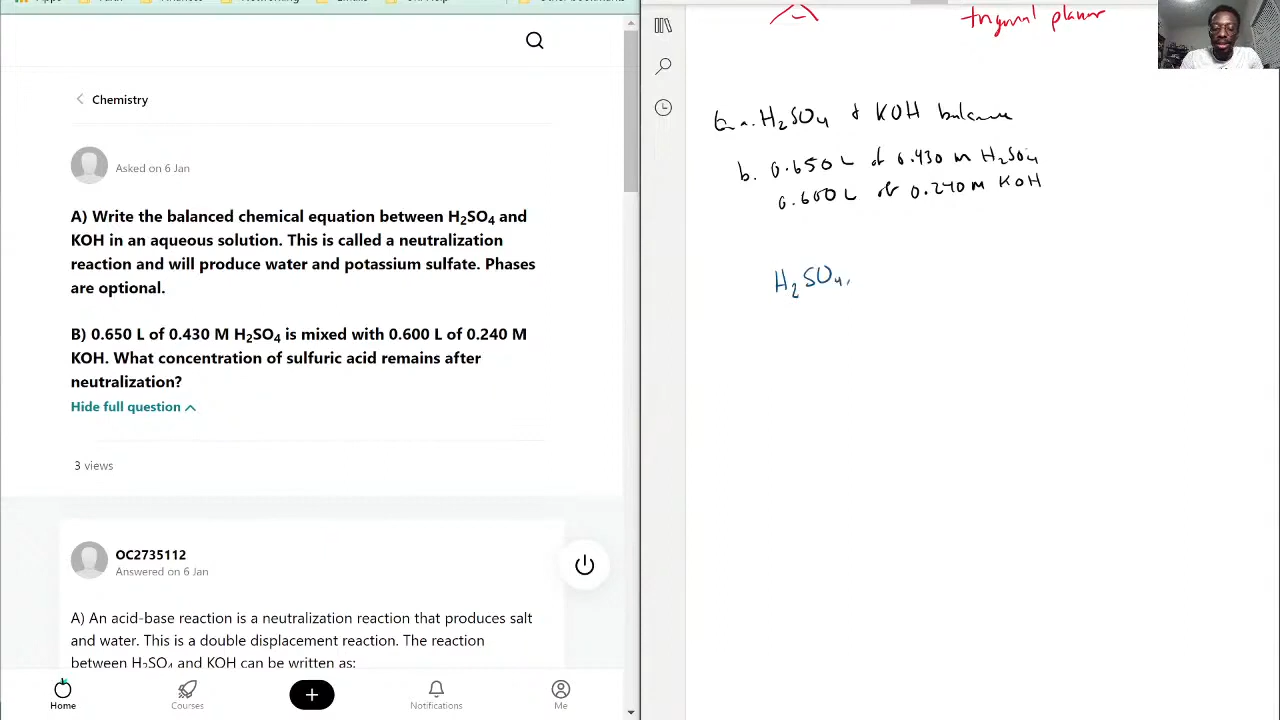 Chemistry
Asked on 6 Jan
A) Write the balanced chemical equation between H₂SO₄ and
KOH in an aqueous solution. This is called a neutralization
reaction and will produce water and potassium sulfate. Phases
are optional.
B) 0.650 L of 0.430 M H₂SO₄ is mixed with 0.600 L of 0.240 M
KOH. What concentration of sulfuric acid remains after
neutralization?
Hide full question
3 views
OC2735112
Answered on 6 Jan
A) An acid-base reaction is a neutralization reaction that produces salt
and water. This is a double displacement reaction. The reaction
between H₂SO₄ and KOH can be written as:
Home
Courses
Notifications
Me
trigonal planar
a. H₂SO₄ & KOH balance
b. 0.650 L of 0.430 M H₂SO₄
0.600 L of 0.240 M KOH
H₂SO₄